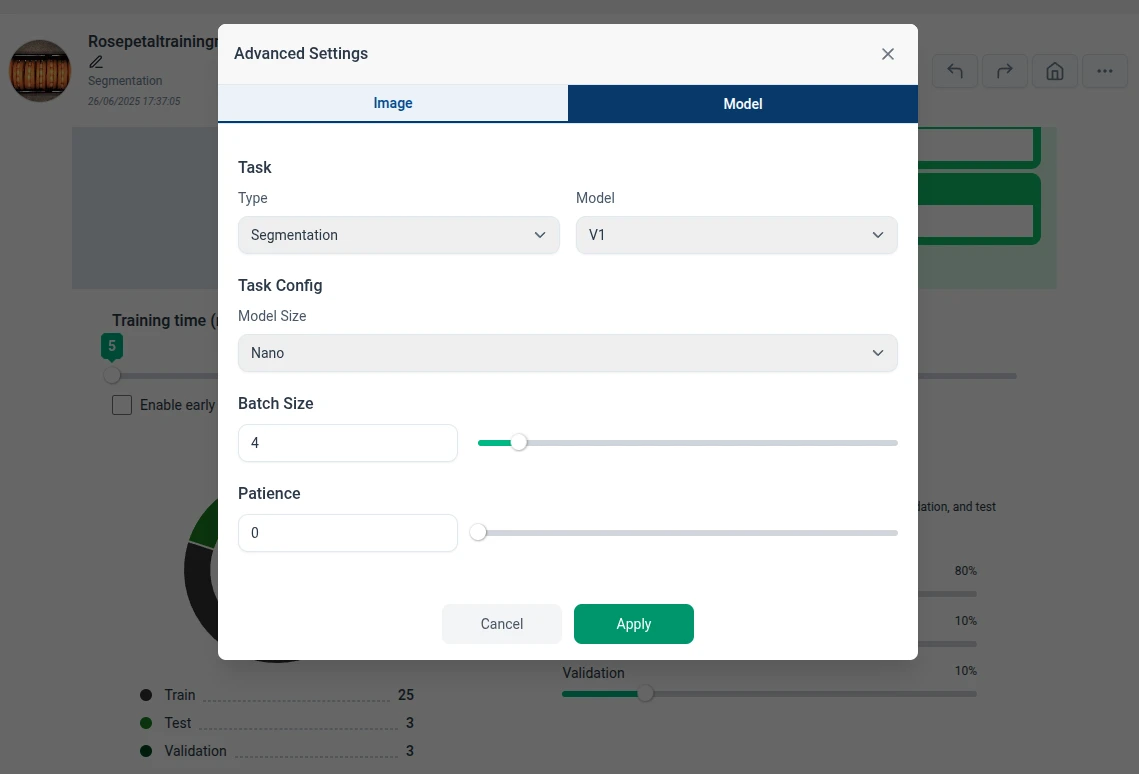 Rosepetaltrainingr
Segmentation
26/06/2025 17:37:05
Advanced Settings
Image
Model
Task
Type
Model
Segmentation
V1
Task Config
Model Size
Nano
Batch Size
4
Patience
0
Cancel
Apply
Training time (
5
Enable early
dation, and test
80%
10%
Validation
10%
Train 25
Test 3
Validation 3